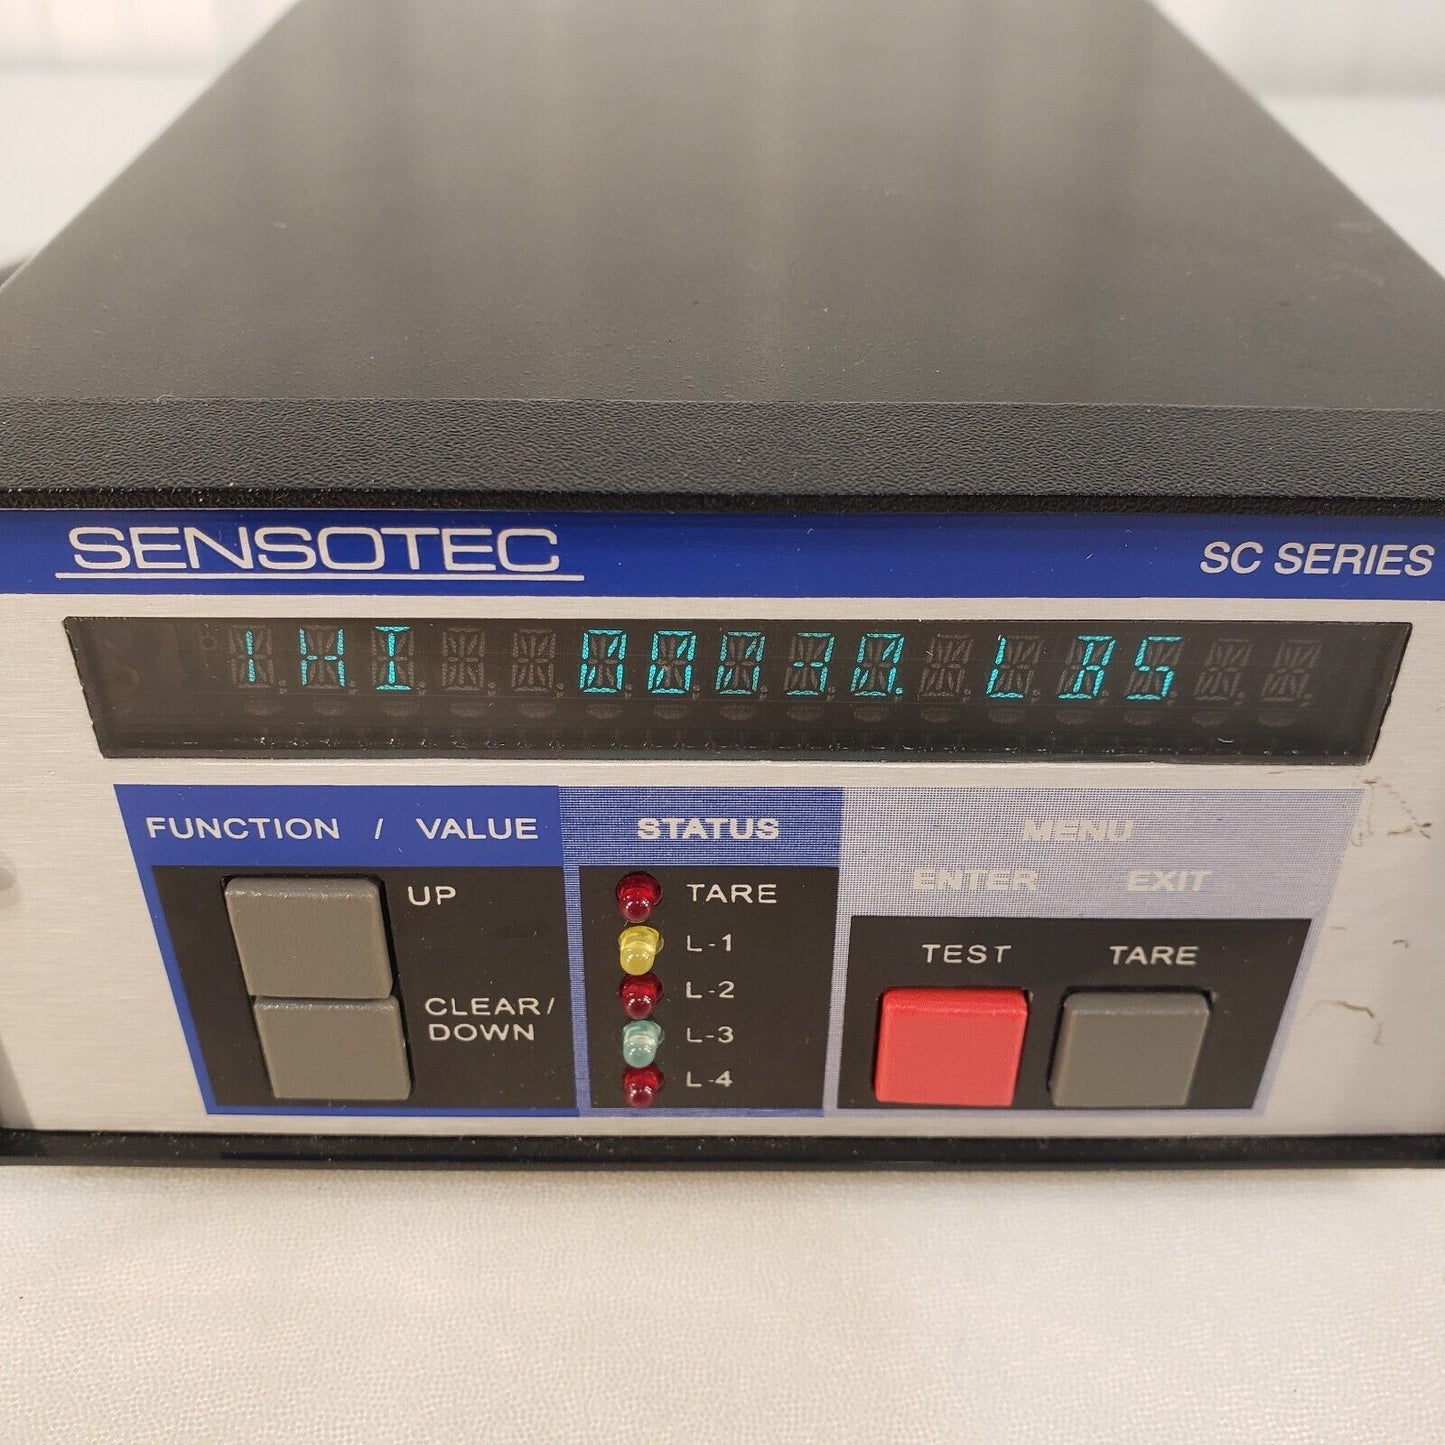 SENSOTEC
SC SERIES
1HI 00030. LBS
FUNCTION / VALUE
UP
CLEAR/
DOWN
STATUS
TARE
L-1
L-2
L-3
L-4
MENU
ENTER EXIT
TEST TARE